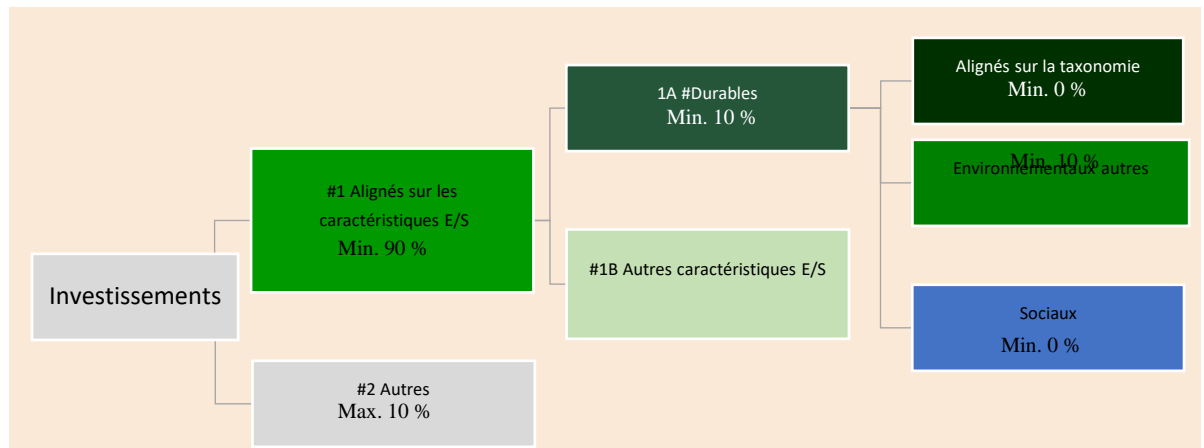 Investissements
#1 Alignés sur les
caractéristiques E/S
Min. 90 %
#2 Autres
Max. 10 %
1A #Durables
Min. 10 %
#1B Autres caractéristiques E/S
Alignés sur la taxonomie
Min. 0 %
Min. 10 %
Environnementaux autres
Sociaux
Min. 0 %